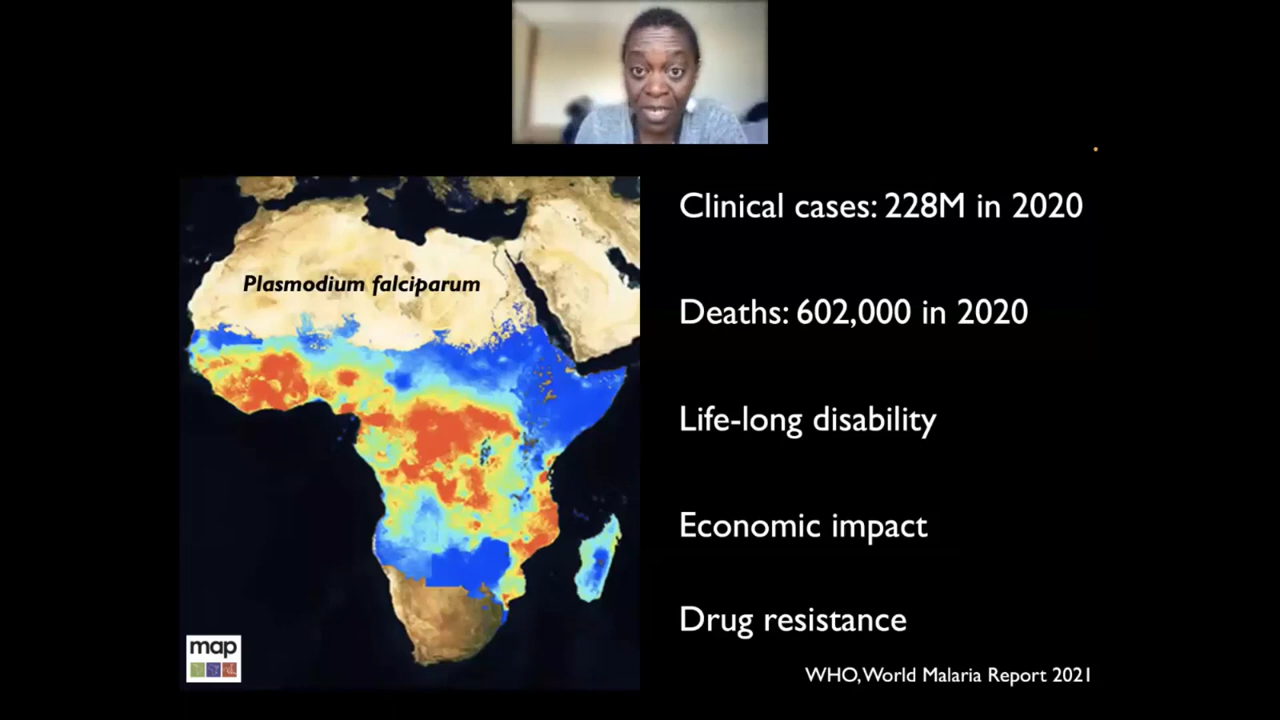 Plasmodium falciparum
map
Clinical cases: 228M in 2020
Deaths: 602,000 in 2020
Life-long disability
Economic impact
Drug resistance
WHO, World Malaria Report 2021